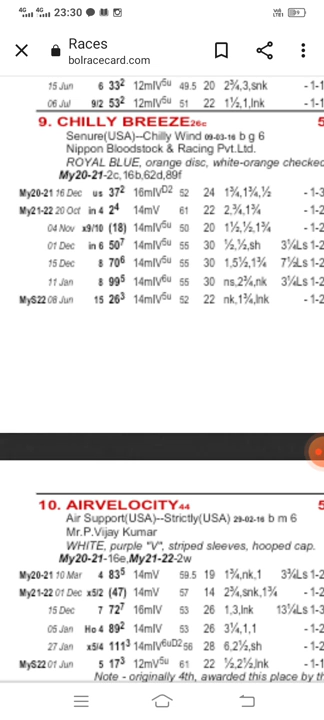 4G 4G 23:30
VoI LTE1
Races
bolracecard.com
15 Jun 6 33² 12mIV⁵ᵘ 49.5 20 2¾,3,snk - 1-1
06 Jul 9/2 53² 12mIV⁵ᵘ 51 22 1½,1,lnk - 1-
9. CHILLY BREEZE26c 5
Senure(USA)--Chilly Wind 09-03-16 b g 6
Nippon Bloodstock & Racing Pvt.Ltd.
ROYAL BLUE, orange disc, white-orange checked
My20-21-2c,16b,62d,89f
My20-21 16 Dec us 37² 16mIVᴰ² 52 24 1¾,1¾,½ - 1-3
My21-22 20 Oct in 4 2⁴ 14mV 61 22 2,¾,1¾ - 1-2
04 Nov x9/10 (18) 14mIV⁵ᵘ 50 20 1½,½,1¾ - 1-2
01 Dec in 6 50⁷ 14mIV⁵ᵘ 55 30 ½,½,sh 3¼Ls 1-2
15 Dec 8 70⁶ 14mIV⁵ᵘ 55 30 1,5½,1¾ 7½Ls 1-2
11 Jan 8 99⁵ 14mIV⁶ᵘ 55 30 ns,2¾,nk 3¼Ls 1-2
MyS22 08 Jun 15 26³ 14mIV⁵ᵘ 52 22 nk,1¾,lnk - 1-2
10. AIRVELOCITY44 5
Air Support(USA)--Strictly(USA) 29-02-16 b m 6
Mr.P.Vijay Kumar
WHITE, purple "V", striped sleeves, hooped cap.
My20-21-16e,My21-22-2w
My20-21 10 Mar 4 83⁵ 14mV 59.5 19 1¾,nk,1 3¾Ls 1-2
My21-22 01 Dec x5/2 (47) 14mV 57 14 2¾,snk,1¾ - 1-2
15 Dec 7 72⁷ 16mIV 53 26 1,3,lnk 13¼Ls 1-3
05 Jan Ho 4 89² 14mIV 53 26 3¼,1,1 - 1-2
27 Jan x5/4 111³ 14mIV⁶ᵘᴰ² 56 28 6,2½,sh - 1-2
MyS22 01 Jun 5 17³ 12mV⁵ᵘ 61 22 ½,2½,lnk - 1-1
Note - originally 4th, awarded this place by th